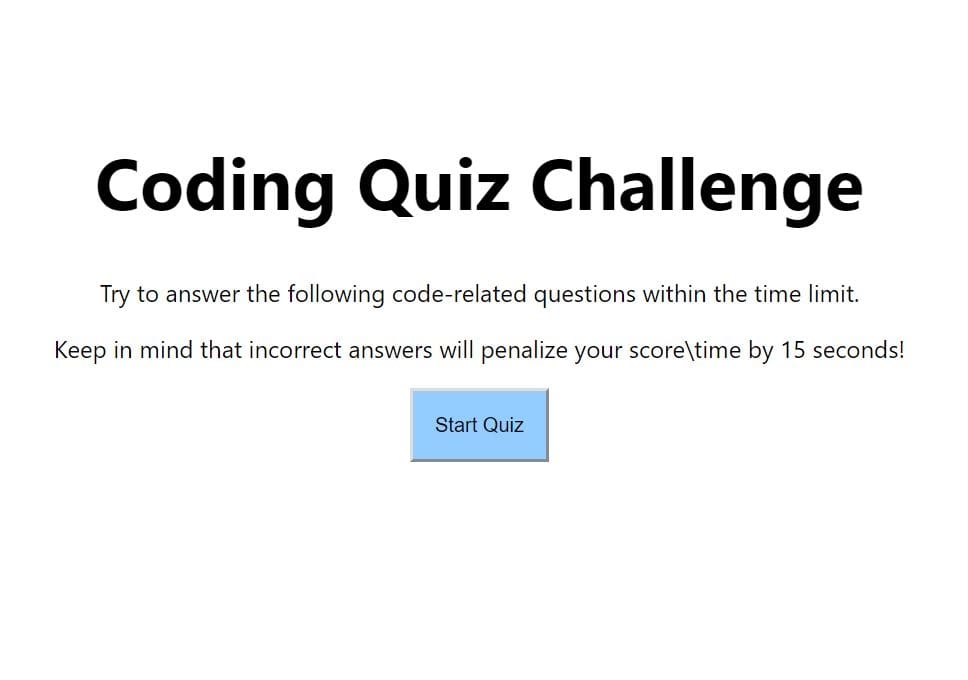 Coding Quiz Challenge
Try to answer the following code-related questions within the time limit.
Keep in mind that incorrect answers will penalize your score\time by 15 seconds!
Start Quiz